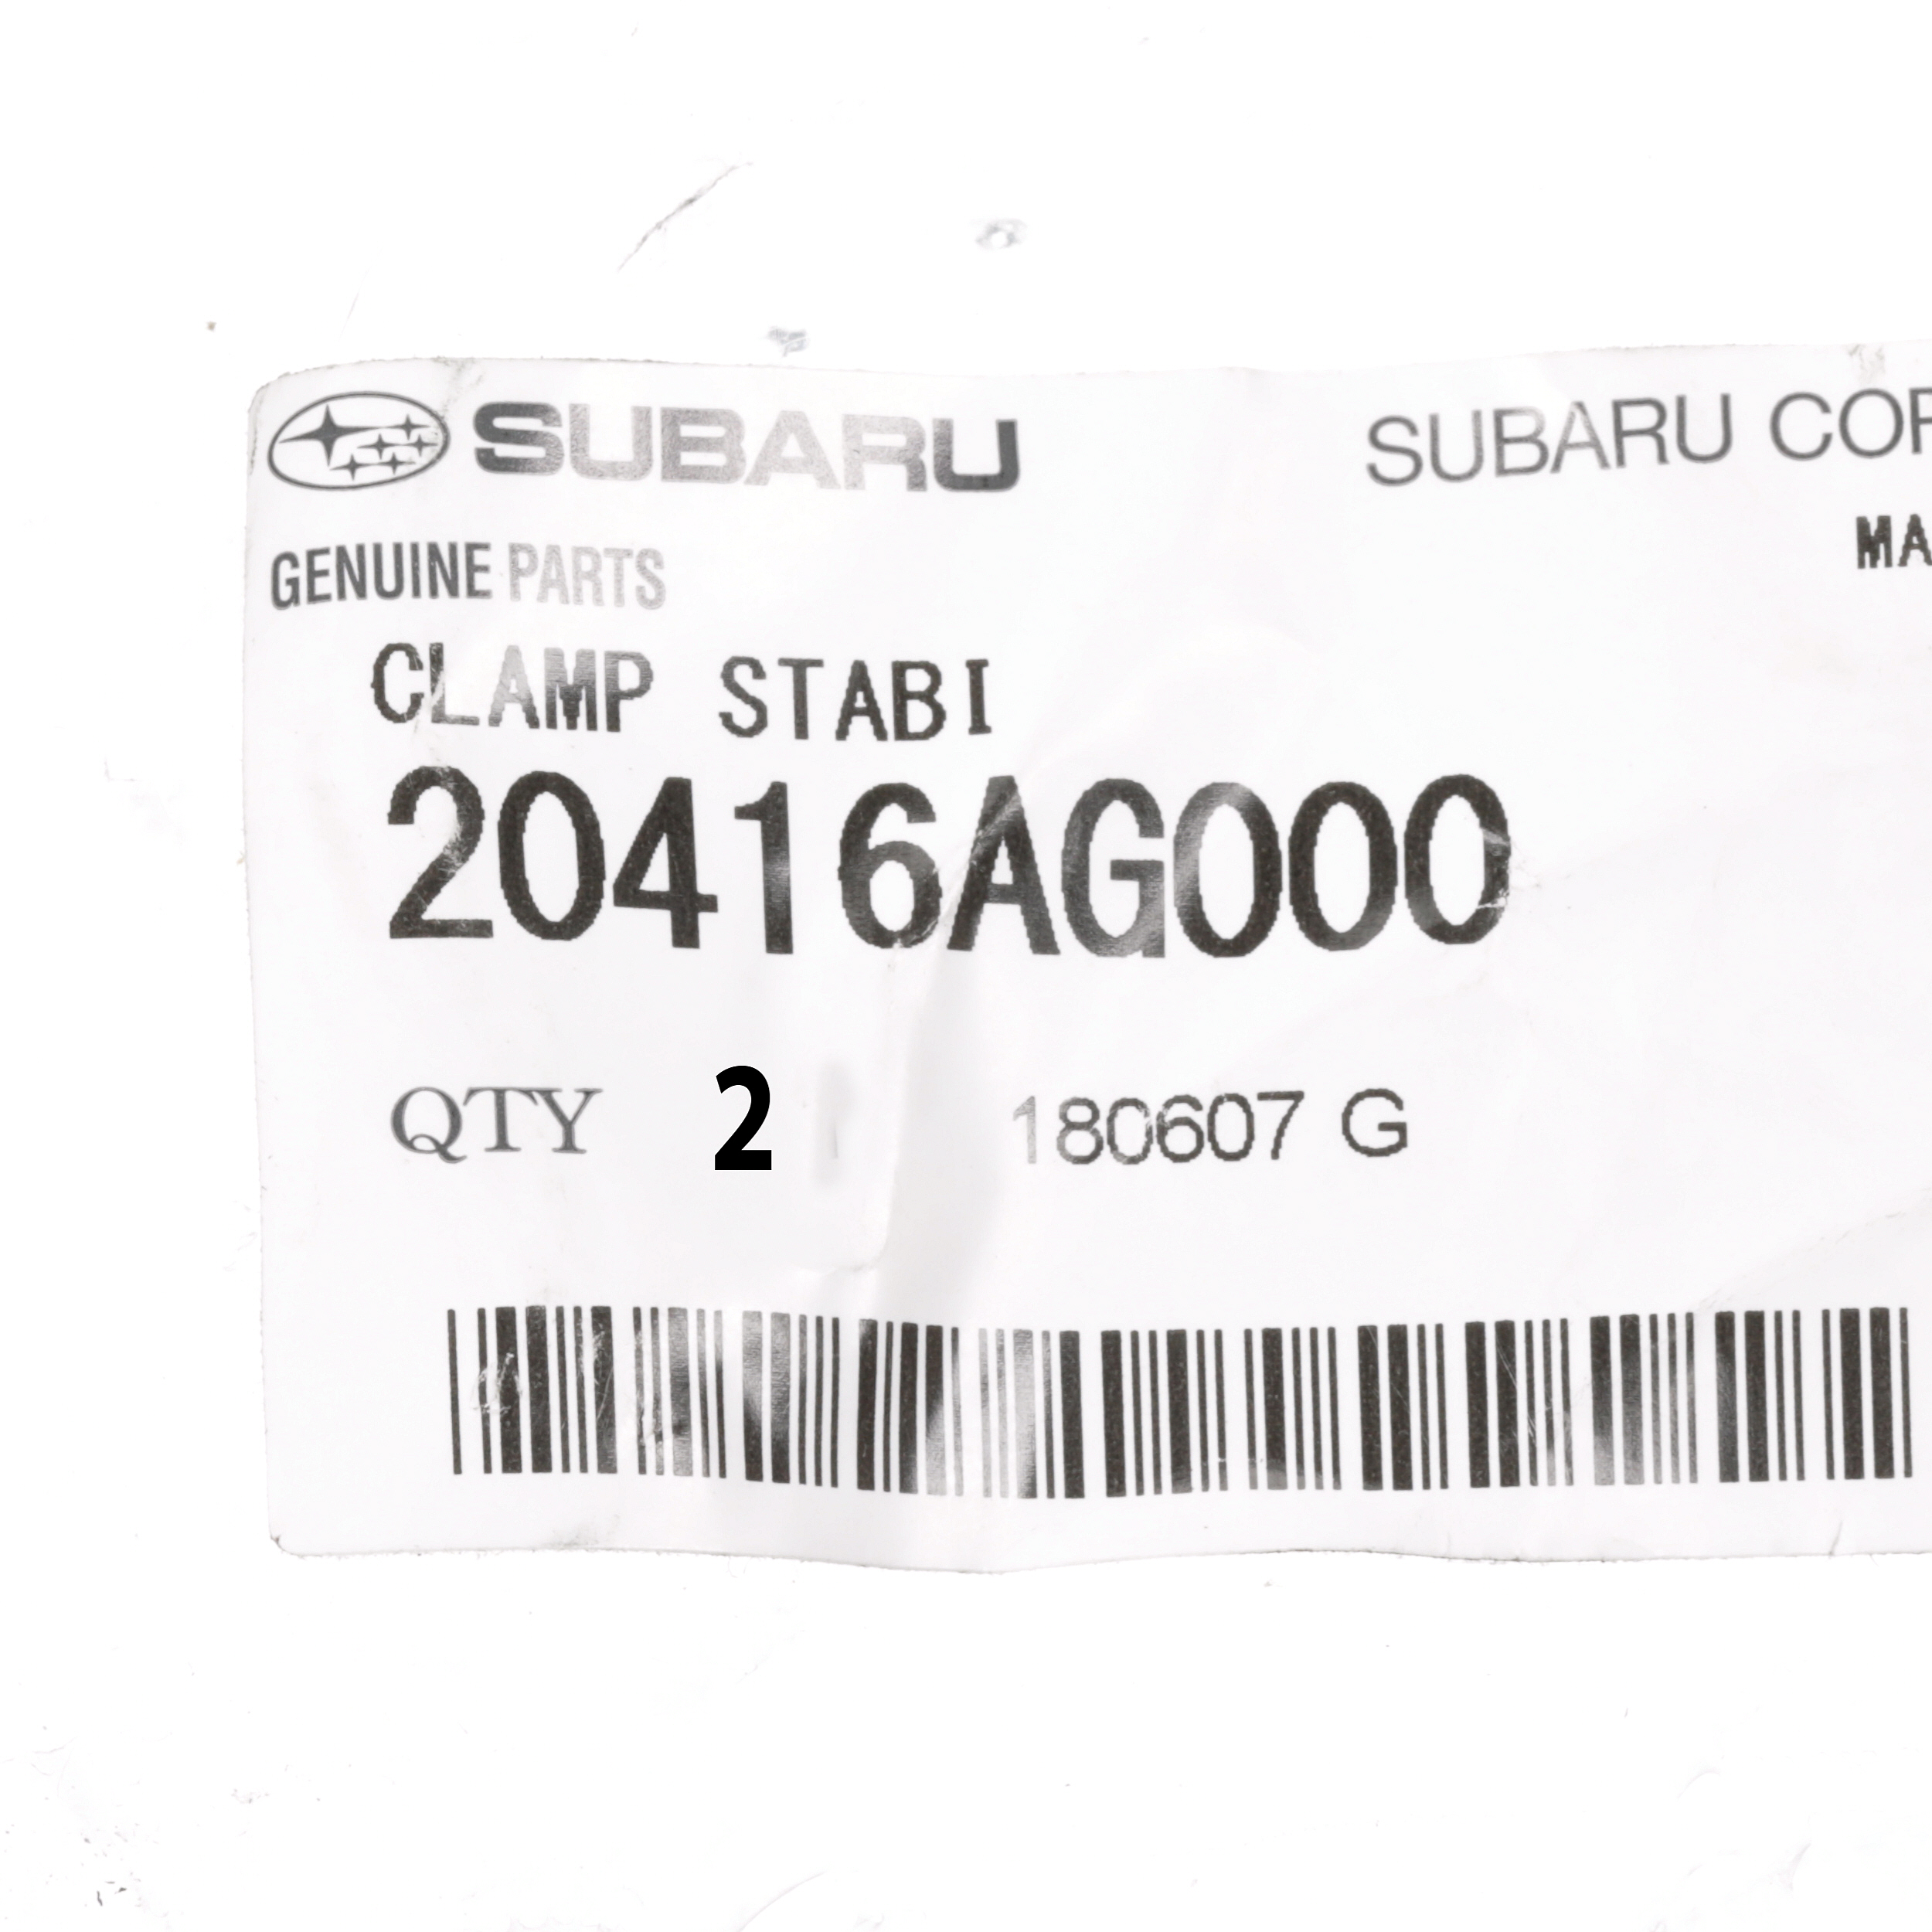 SUBARU SUBARU COR
GENUINE PARTS MA
CLAMP STABI
20416AG000
QTY 2 180607 G